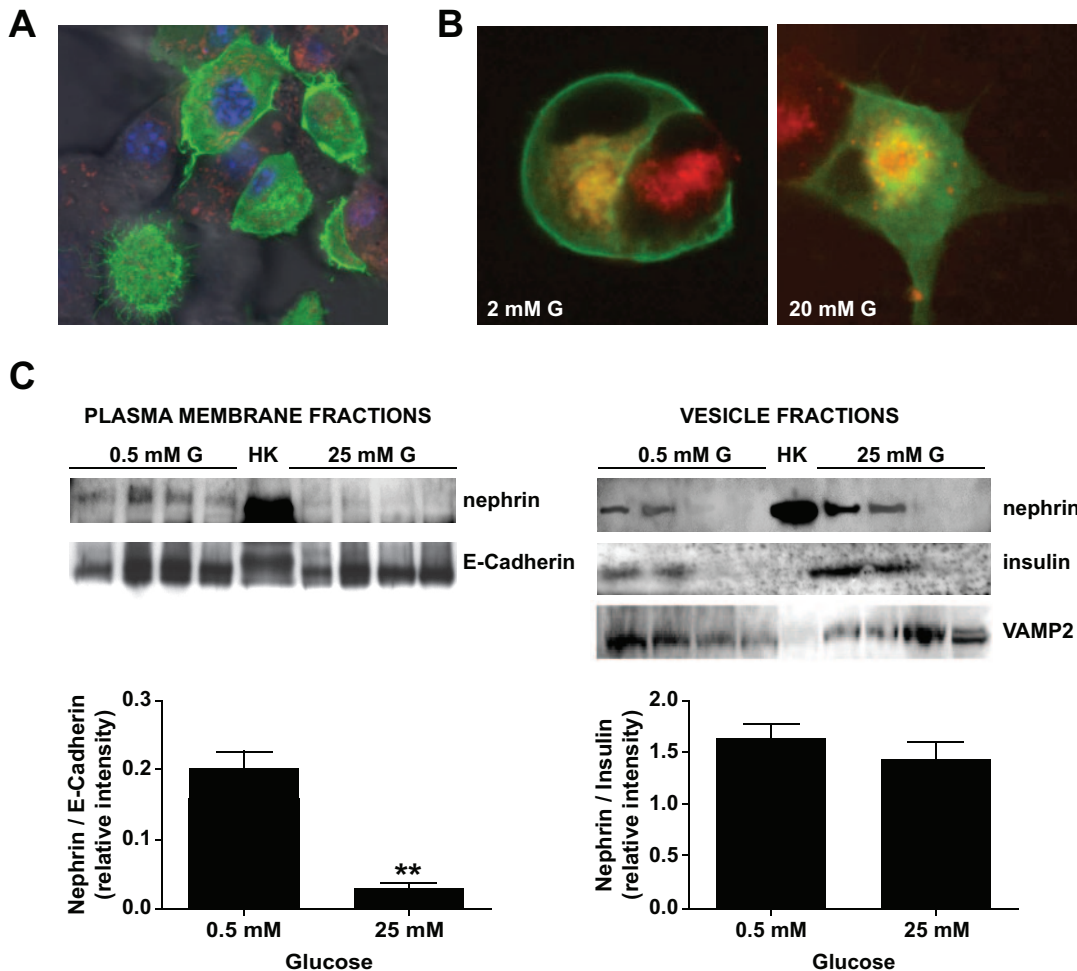 A
B
2 mM G
20 mM G
C
PLASMA MEMBRANE FRACTIONS
0.5 mM G HK 25 mM G
nephrin
E-Cadherin
0.3
0.2
0.1
0.0
Nephrin / E-Cadherin
(relative intensity)
**
0.5 mM 25 mM
Glucose
VESICLE FRACTIONS
0.5 mM G HK 25 mM G
nephrin
insulin
VAMP2
2.0
1.5
1.0
0.5
0.0
Nephrin / Insulin
(relative intensity)
0.5 mM 25 mM
Glucose